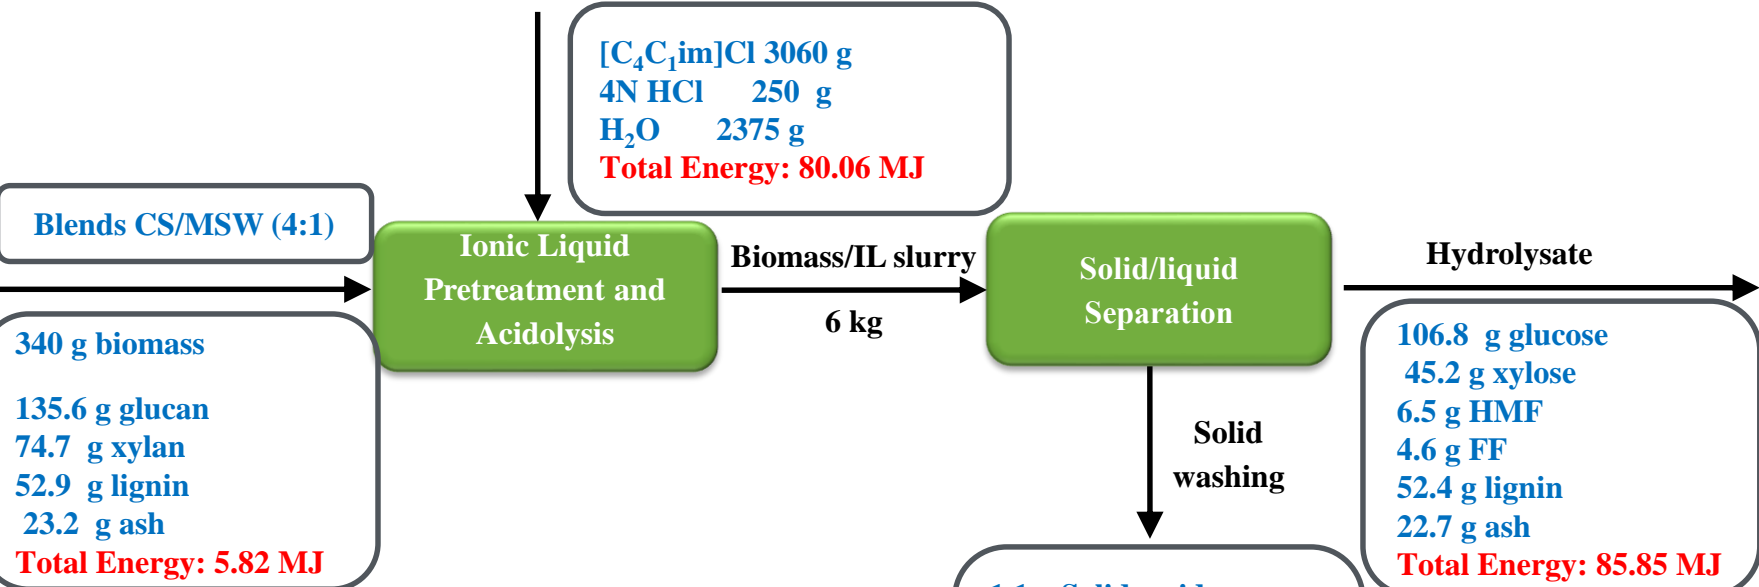 [C₄C₁im]Cl 3060 g
4N HCl 250 g
H₂O 2375 g
Total Energy: 80.06 MJ
Blends CS/MSW (4:1)
Ionic Liquid
Pretreatment and
Acidolysis
Biomass/IL slurry
6 kg
Solid/liquid
Separation
Hydrolysate
340 g biomass
135.6 g glucan
74.7 g xylan
52.9 g lignin
23.2 g ash
Total Energy: 5.82 MJ
Solid
washing
106.8 g glucose
45.2 g xylose
6.5 g HMF
4.6 g FF
52.4 g lignin
22.7 g ash
Total Energy: 85.85 MJ